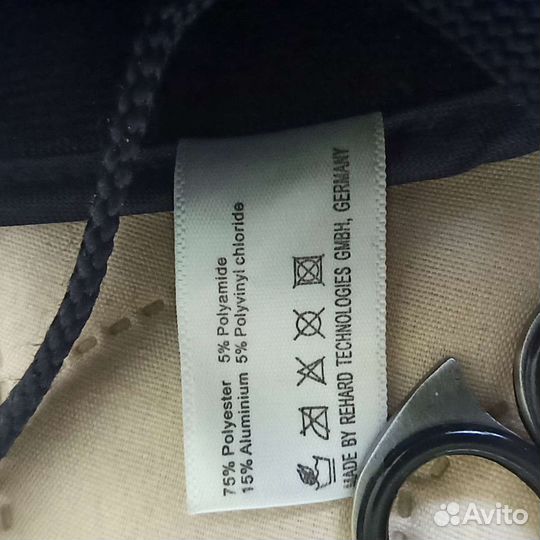 75% Polyester 5% Polyamide
15% Aluminium 5% Polyvinyl chloride
MADE BY REHARD TECHNOLOGIES GMBH, GERMANY
Avito